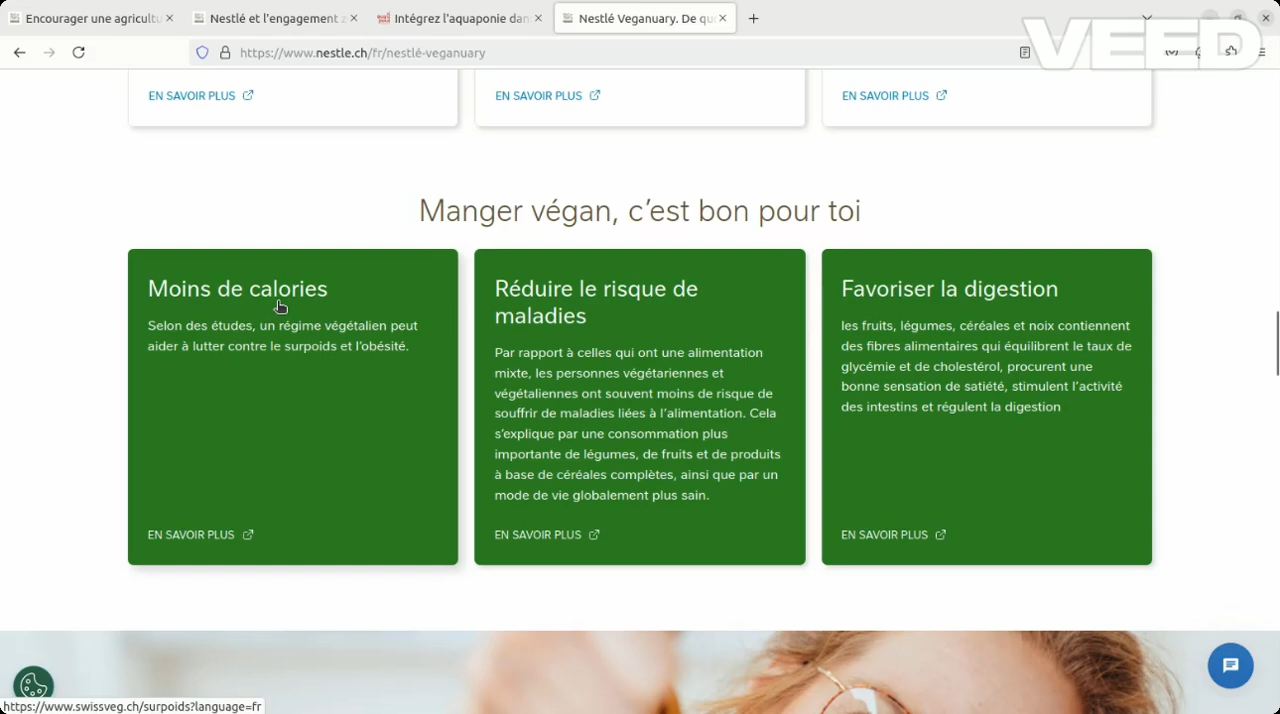 Encourager une agricultu
Nestlé et l'engagement z
Intégrez l'aquaponie dan
Nestlé Veganuary. De que
VEED
https://www.nestle.ch/fr/nestlé-veganuary
EN SAVOIR PLUS
EN SAVOIR PLUS
EN SAVOIR PLUS
Manger végan, c’est bon pour toi
Moins de calories
Selon des études, un régime végétalien peut
aider à lutter contre le surpoids et l’obésité.
EN SAVOIR PLUS
Réduire le risque de
maladies
Par rapport à celles qui ont une alimentation
mixte, les personnes végétariennes et
végétaliennes ont souvent moins de risque de
souffrir de maladies liées à l’alimentation. Cela
s’explique par une consommation plus
importante de légumes, de fruits et de produits
à base de céréales complètes, ainsi que par un
mode de vie globalement plus sain.
EN SAVOIR PLUS
Favoriser la digestion
les fruits, légumes, céréales et noix contiennent
des fibres alimentaires qui équilibrent le taux de
glycémie et de cholestérol, procurent une
bonne sensation de satiété, stimulent l’activité
des intestins et régulent la digestion
EN SAVOIR PLUS
https://www.swissveg.ch/surpoids?language=fr